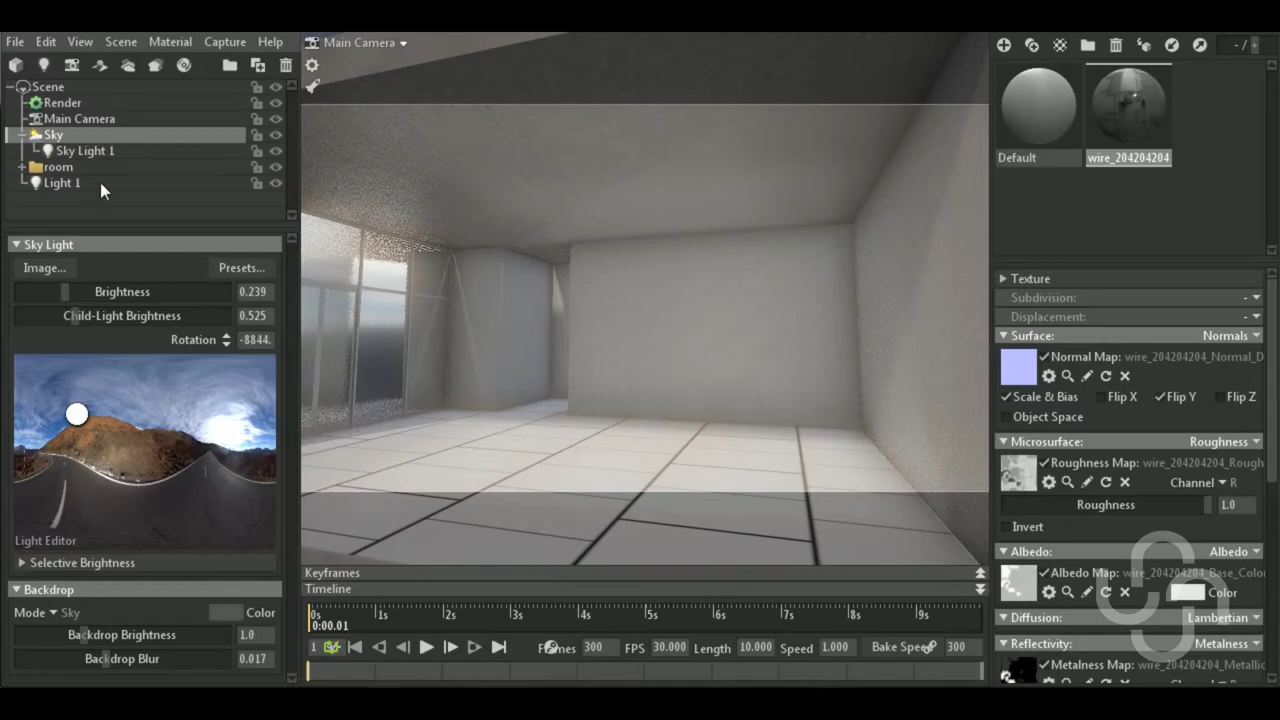 File Edit View Scene Material Capture Help
Scene
Render
Main Camera
Sky
Sky Light 1
room
Light 1
Sky Light
Image... Presets...
Brightness 0.239
Child-Light Brightness 0.525
Rotation -8844.
Light Editor
Selective Brightness
Backdrop
Mode Sky Color
Backdrop Brightness 1.0
Backdrop Blur 0.017
Main Camera
Keyframes
Timeline
0s 1s 2s 3s 4s 5s 6s 7s 8s 9s
0:00.01
1 Frames 300 FPS 30.000 Length 10.000 Speed 1.000 Bake Speed 300
- /
Default wire_204204204
Texture
Subdivision: -
Displacement: -
Surface: Normals
Normal Map: wire_204204204_Normal_D
Scale & Bias Flip X Flip Y Flip Z
Object Space
Microsurface: Roughness
Roughness Map: wire_204204204_Rough
Channel R
Roughness 1.0
Invert
Albedo: Albedo
Albedo Map: wire_204204204_Base_Colo
Color
Diffusion: Lambertian
Reflectivity: Metalness
Metalness Map: wire_204204204_Metallic